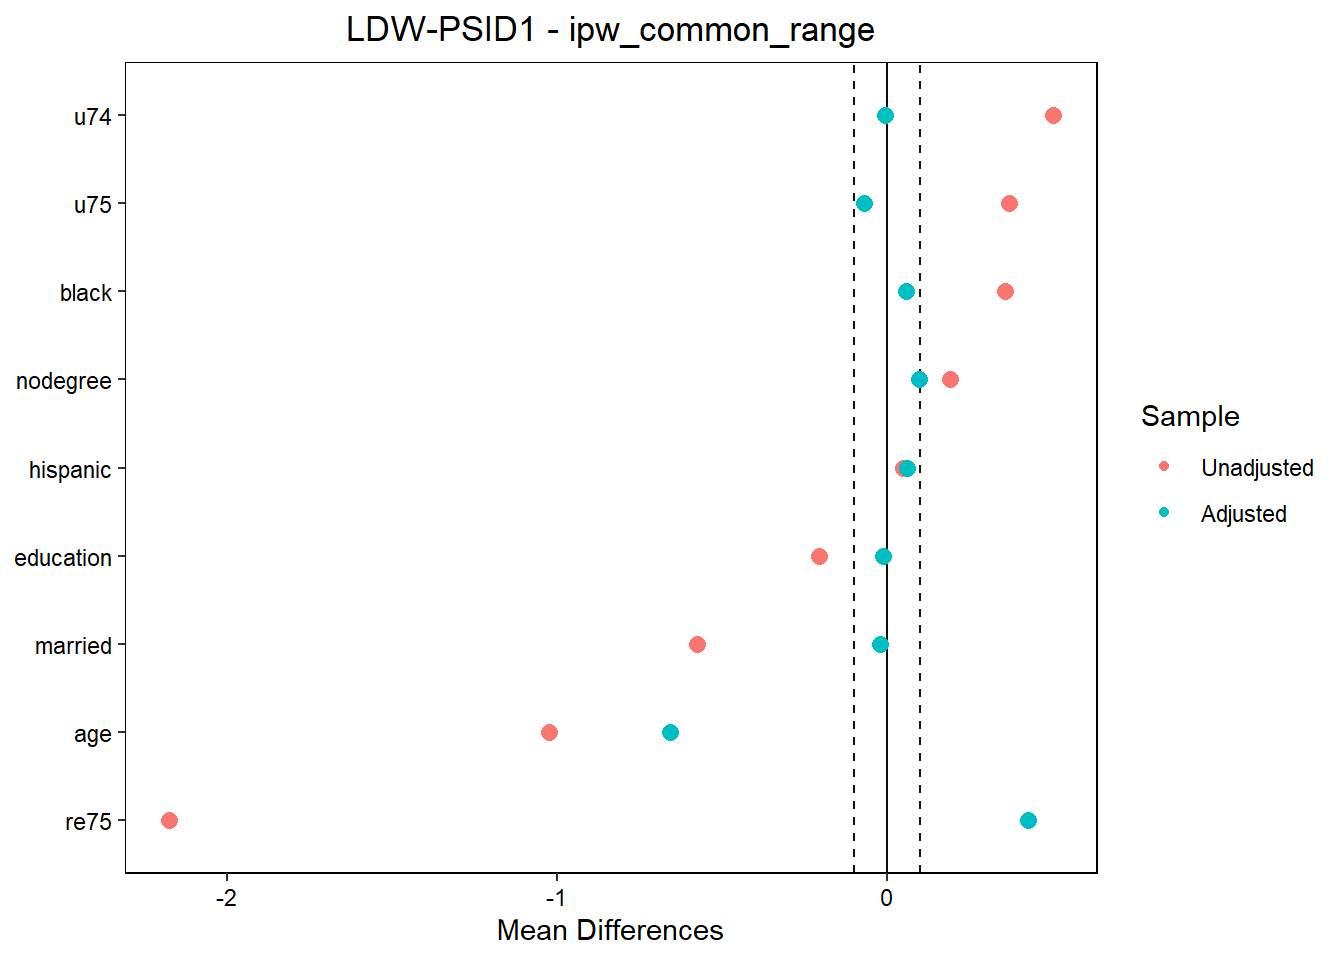 LDW-PSID1 - ipw_common_range
u74
u75
black
nodegree
hispanic
education
married
age
re75
-2
-1
0
Mean Differences
Sample
Unadjusted
Adjusted